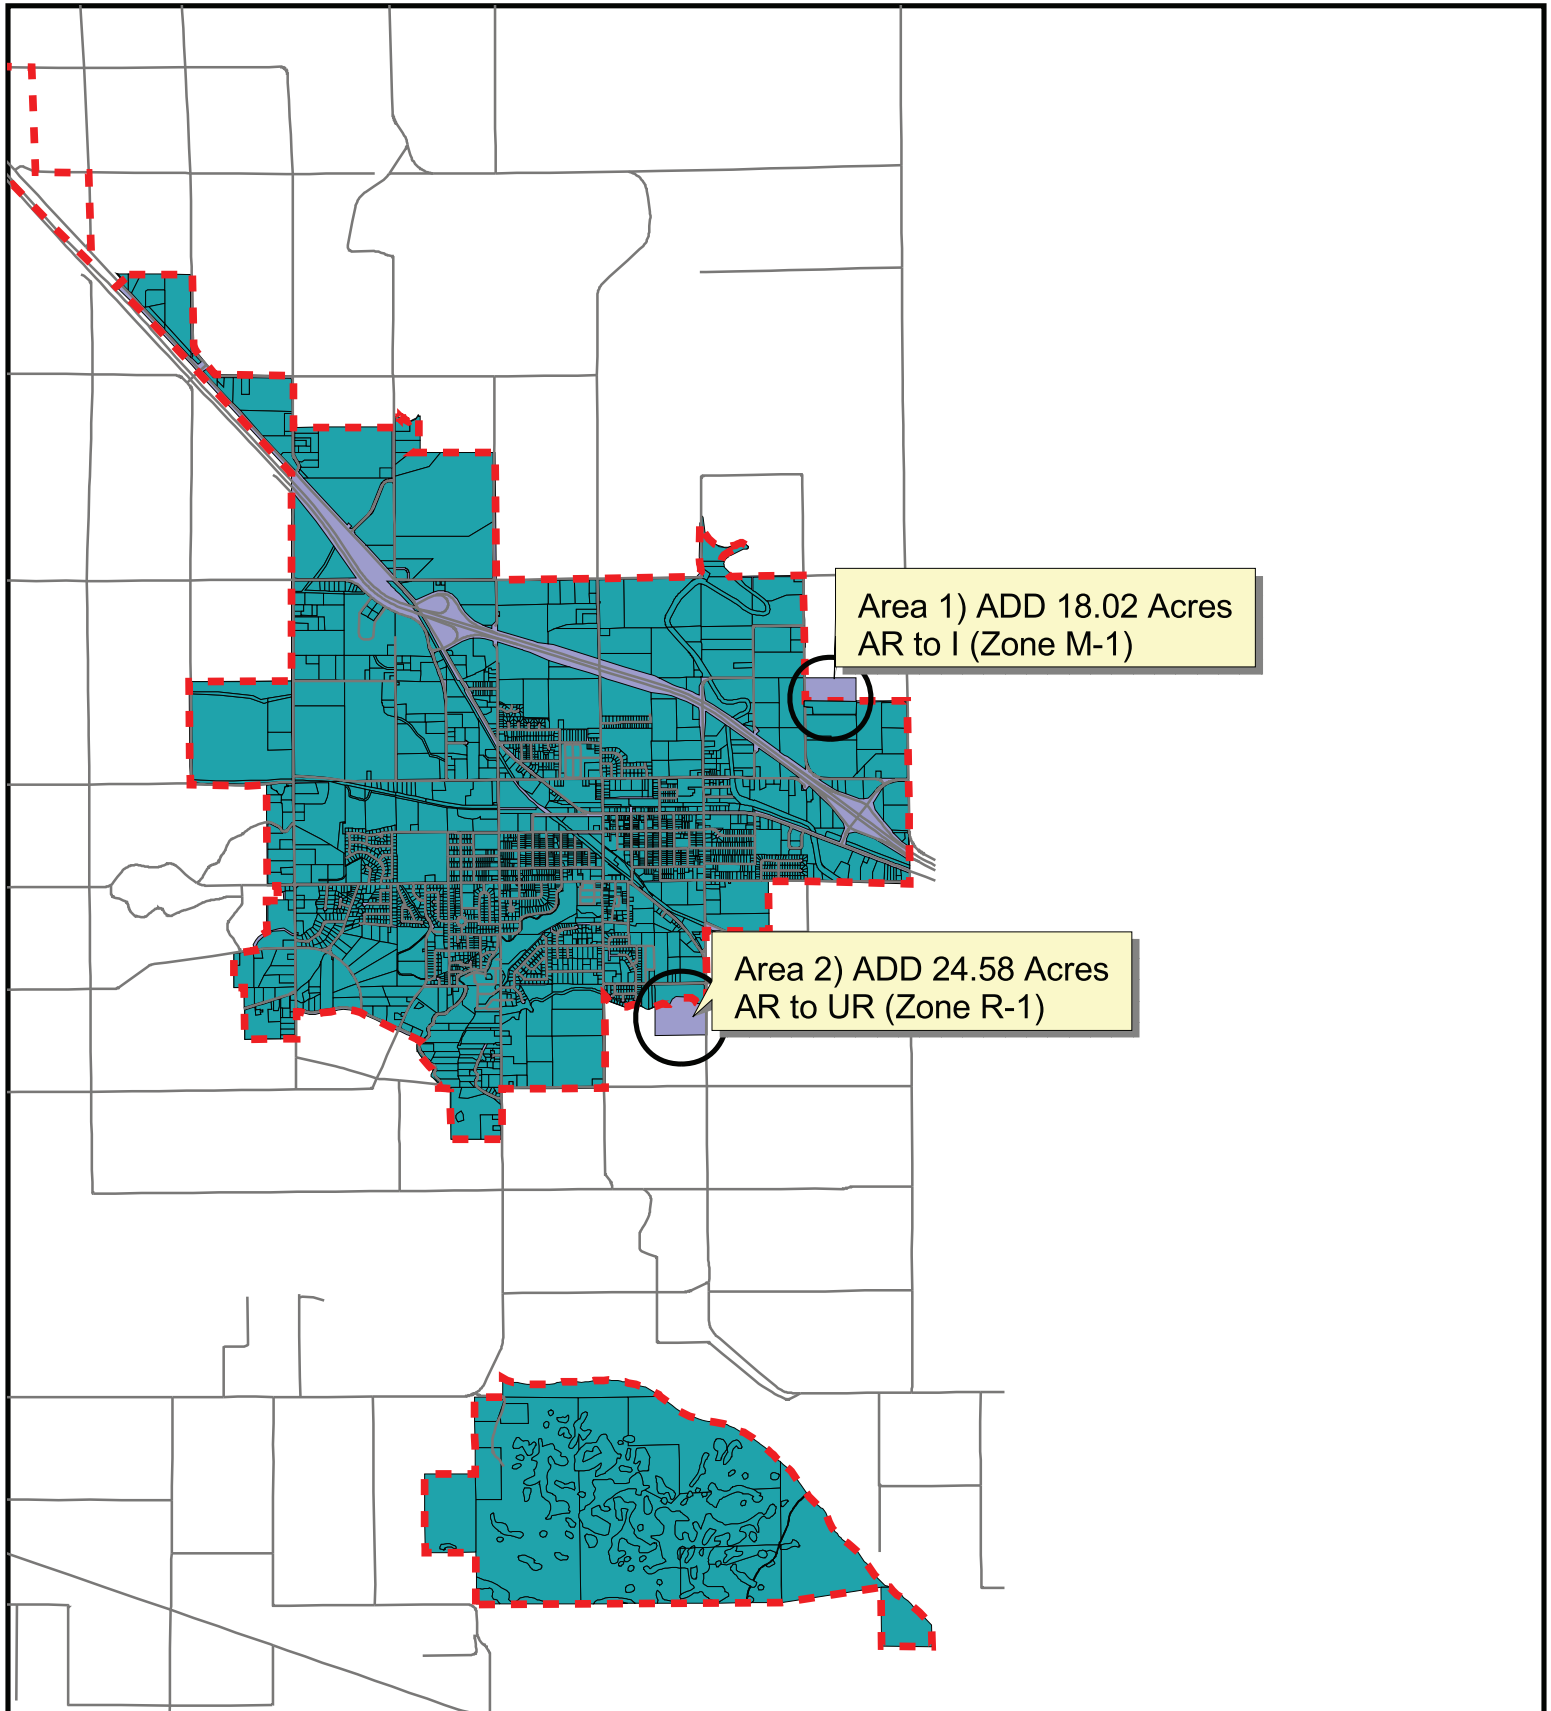 Area 1) ADD 18.02 Acres
AR to I (Zone M-1)
Area 2) ADD 24.58 Acres
AR to UR (Zone R-1)